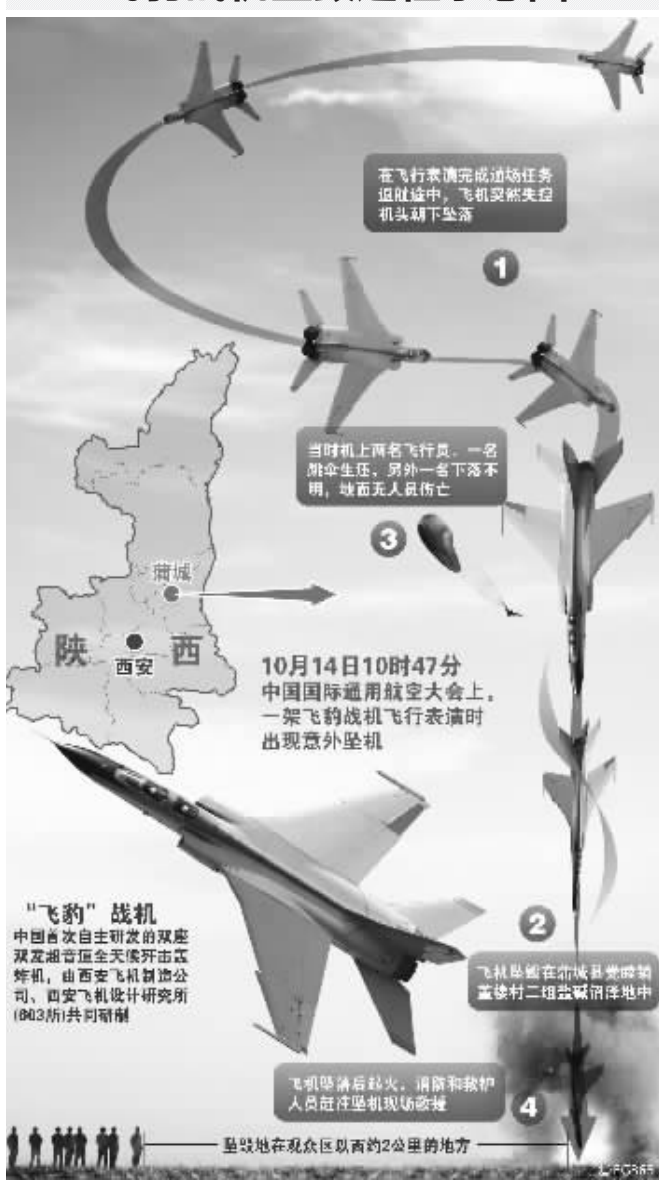 在飞行表演完成通场任务
返航途中，飞机突然失控
机头朝下坠落
1
当时机上两名飞行员，一名
跳伞生还，另外一名下落不
明，地面无人员伤亡
3
蒲城
陕西
西安
10月14日10时47分
中国国际通用航空大会上，
一架飞豹战机飞行表演时
出现意外坠机
“飞豹”战机
中国首次自主研发的双座
双发超音速全天候歼击轰
炸机，由西安飞机制造公
司、西安飞机设计研究所
(603所)共同研制
2
飞机坠毁在蒲城县党睦镇
董楼村二组盐碱沼泽地中
飞机坠落后起火，消防和救护
人员赶往坠机现场救援
4
坠毁地在观众区以西约2公里的地方